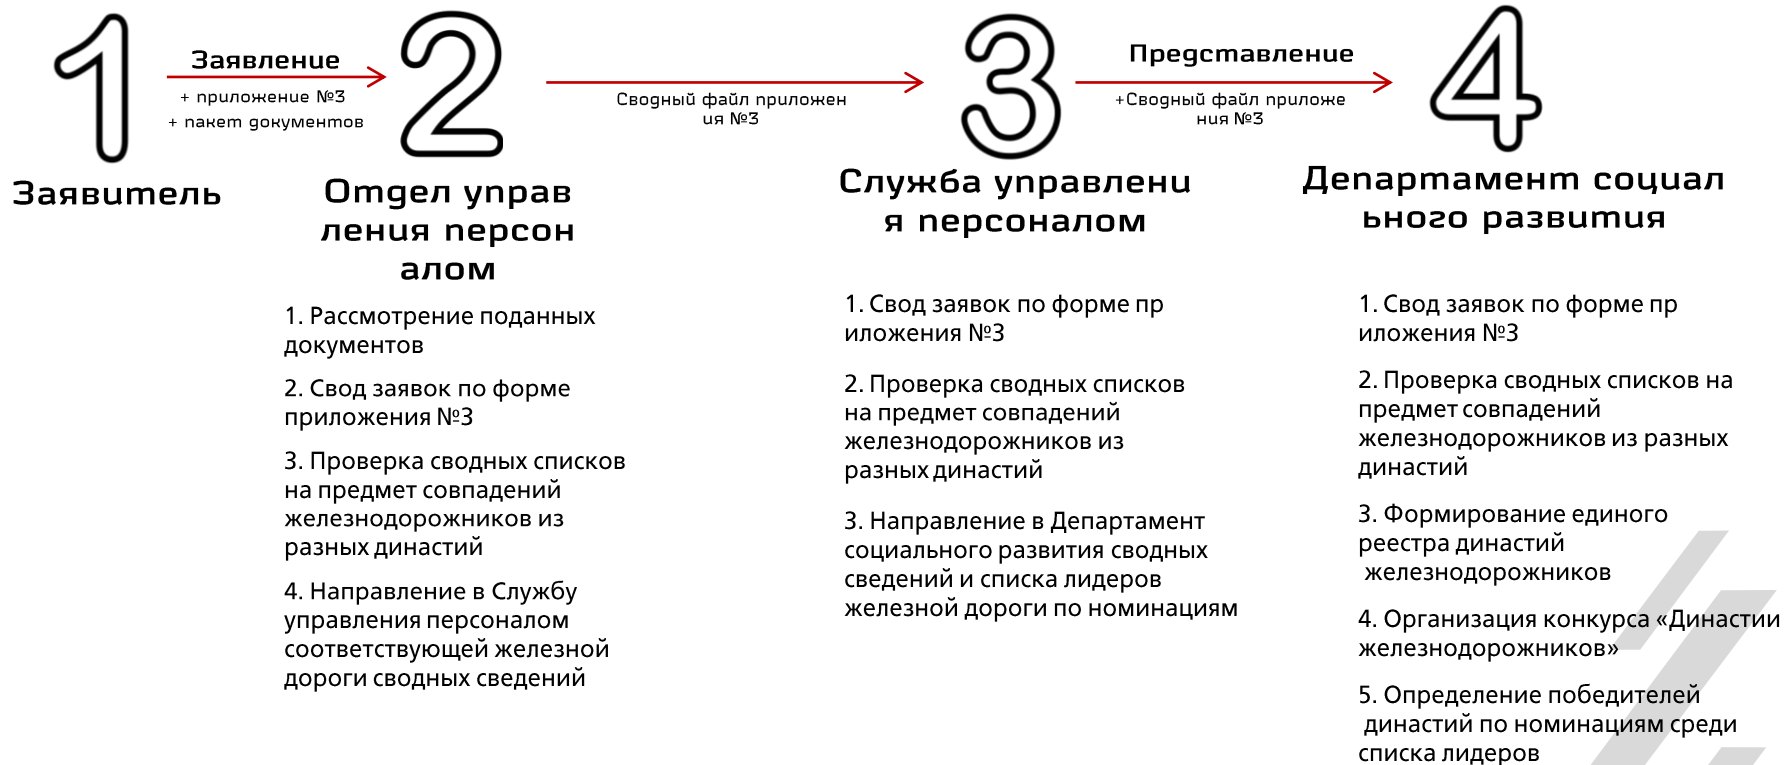 1
Заявление
+ приложение №3
+ пакет документов
2
Сводный файл приложен
ия №3
3
Представление
+Сводный файл приложе
ния №3
4
Заявитель
Отдел управ
ления персон
алом
1. Рассмотрение поданных
документов
2. Свод заявок по форме
приложения №3
3. Проверка сводных списков
на предмет совпадений
железнодорожников из
разных династий
4. Направление в Службу
управления персоналом
соответствующей железной
дороги сводных сведений
Служба управлени
я персоналом
1. Свод заявок по форме пр
иложения №3
2. Проверка сводных списков
на предмет совпадений
железнодорожников из
разных династий
3. Направление в Департамент
социального развития сводных
сведений и списка лидеров
железной дороги по номинациям
Департамент социал
ьного развития
1. Свод заявок по форме пр
иложения №3
2. Проверка сводных списков на
предмет совпадений
железнодорожников из разных
династий
3. Формирование единого
реестра династий
железнодорожников
4. Организация конкурса «Династии
железнодорожников»
5. Определение победителей
династий по номинациям среди
списка лидеров